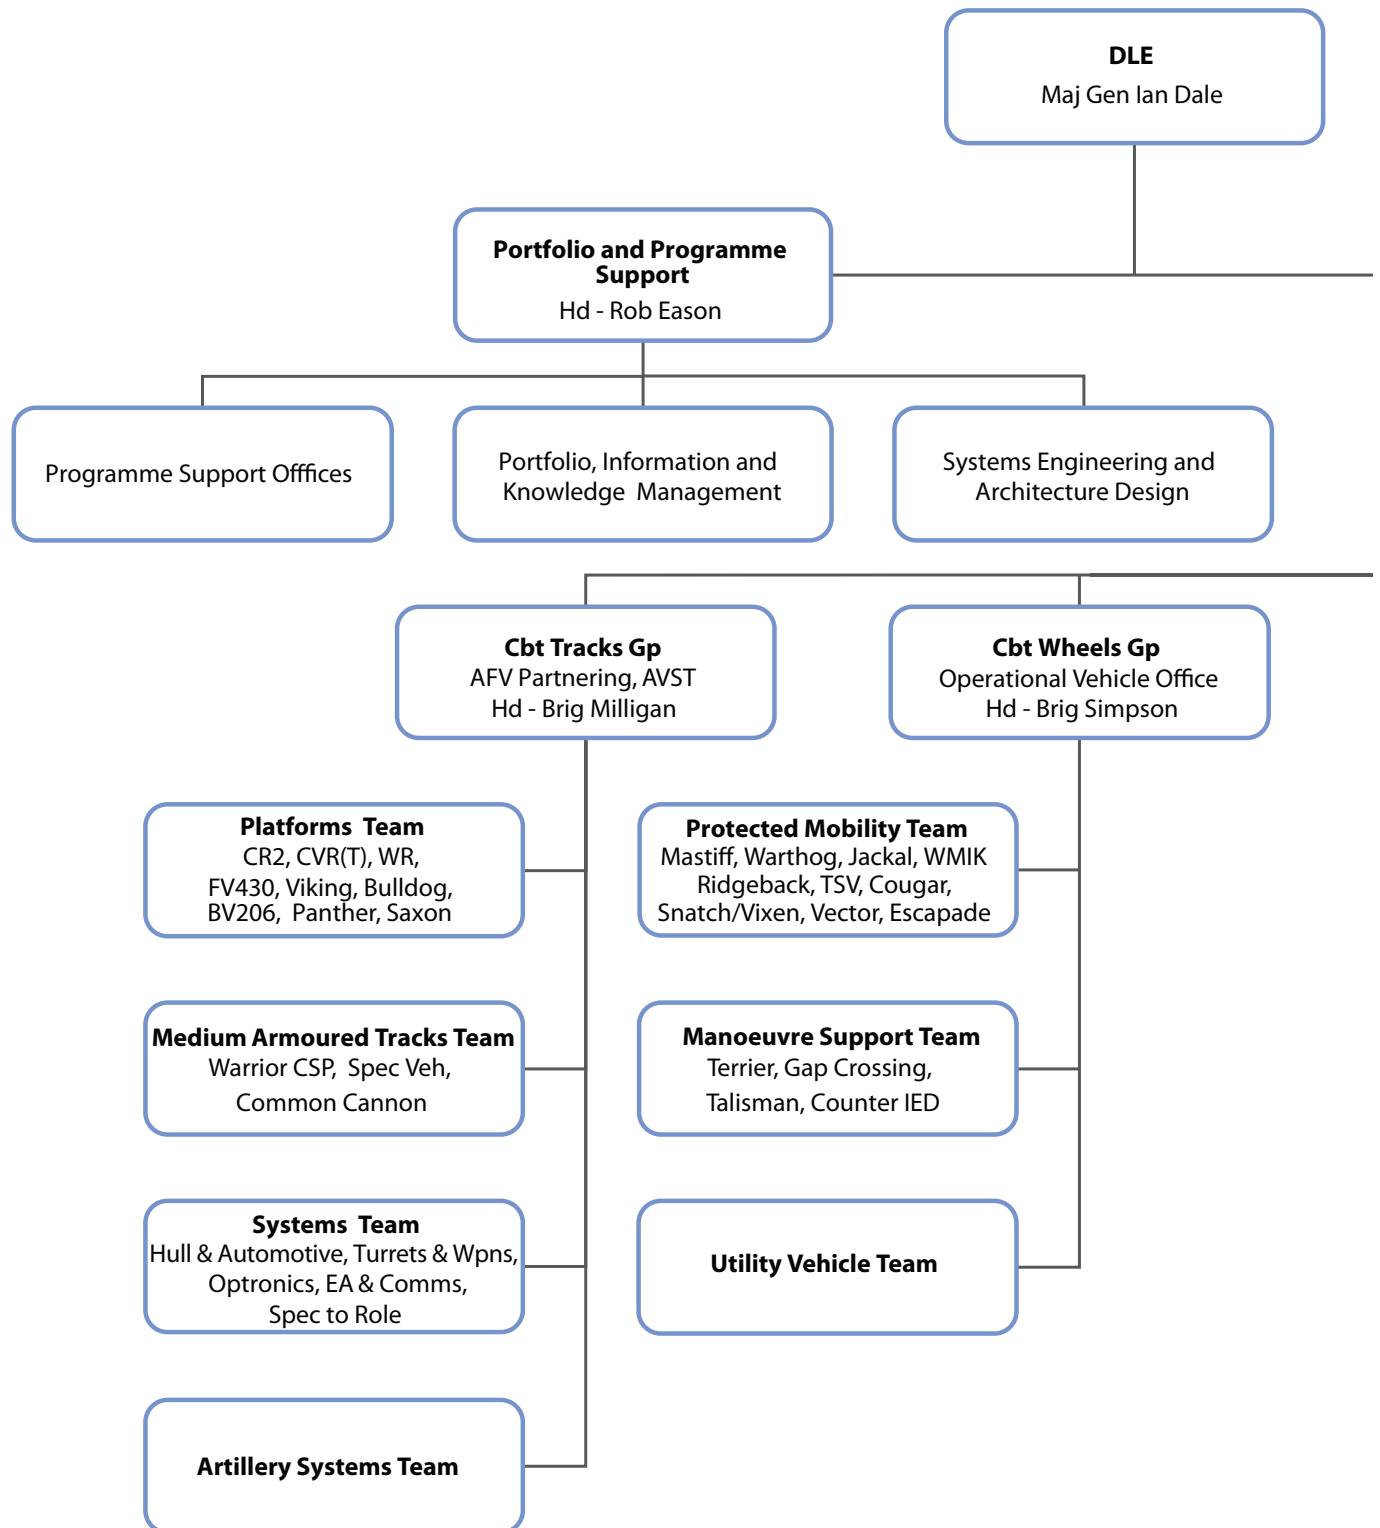 DLE
Maj Gen Ian Dale
Portfolio and Programme
Support
Hd - Rob Eason
Programme Support Offfices
Portfolio, Information and
Knowledge Management
Systems Engineering and
Architecture Design
Cbt Tracks Gp
AFV Partnering, AVST
Hd - Brig Milligan
Cbt Wheels Gp
Operational Vehicle Office
Hd - Brig Simpson
Platforms Team
CR2, CVR(T), WR,
FV430, Viking, Bulldog,
BV206, Panther, Saxon
Protected Mobility Team
Mastiff, Warthog, Jackal, WMIK
Ridgeback, TSV, Cougar,
Snatch/Vixen, Vector, Escapade
Medium Armoured Tracks Team
Warrior CSP, Spec Veh,
Common Cannon
Manoeuvre Support Team
Terrier, Gap Crossing,
Talisman, Counter IED
Systems Team
Hull & Automotive, Turrets & Wpns,
Optronics, EA & Comms,
Spec to Role
Utility Vehicle Team
Artillery Systems Team